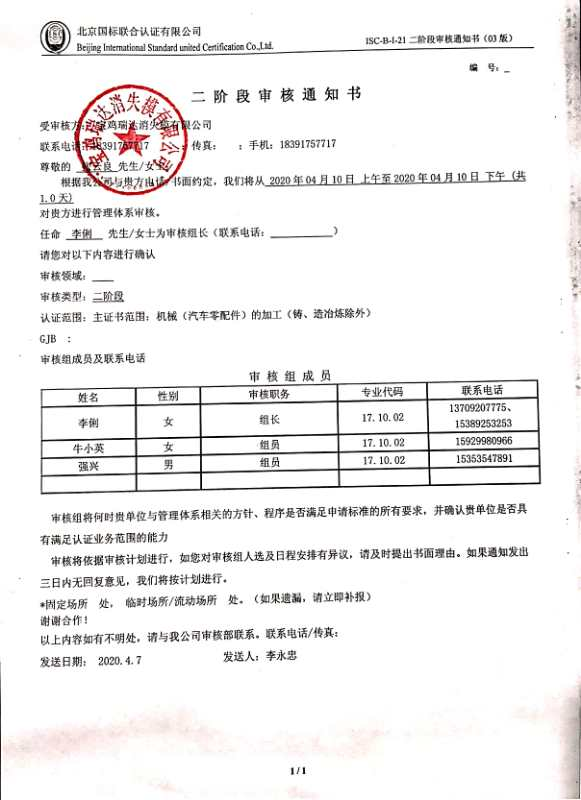 北京国标联合认证有限公司
Beijing International Standard united Certification Co.,Ltd.
ISC-B-I-21 二阶段审核通知书（03版）
编 号：_
二阶段审核通知书
受审核方：宝鸡瑞达消失模有限公司
联系电话：18391757717 ；传真： ；手机：18391757717
尊敬的 云良 先生/女士：
根据我公司与贵方申请/书面约定，我们将从 2020年04月10日 上午至2020年04月10日 下午（共
1.0天）
对贵方进行管理体系审核。
任命 李俐 先生/女士为审核组长（联系电话：）
请您对以下内容进行确认
审核领域：
审核类型：二阶段
认证范围：主证书范围：机械（汽车零配件）的加工（铸、造冶炼除外）
GJB ：
审核组成员及联系电话
审核组成员
姓名 性别 审核职务 专业代码 联系电话
李俐 女 组长 17.10.02 13709207775、
15389253253
牛小英 女 组员 17.10.02 15929980966
强兴 男 组员 17.10.02 15353547891
审核组将何时贵单位与管理体系相关的方针、程序是否满足申请标准的所有要求，并确认贵单位是否具
有满足认证业务范围的能力
审核将依据审核计划进行，如您对审核组人选及日程安排有异议，请及时提出书面理由。如果通知发出
三日内无回复意见，我们将按计划进行。
*固定场所 处， 临时场所/流动场所 处。（如果遗漏，请立即补报）
谢谢合作！
以上内容如有不明处，请与我公司审核部联系。联系电话/传真：
发送日期： 2020.4.7 发送人：李永忠
1/1
宝鸡瑞达消失模有限公司